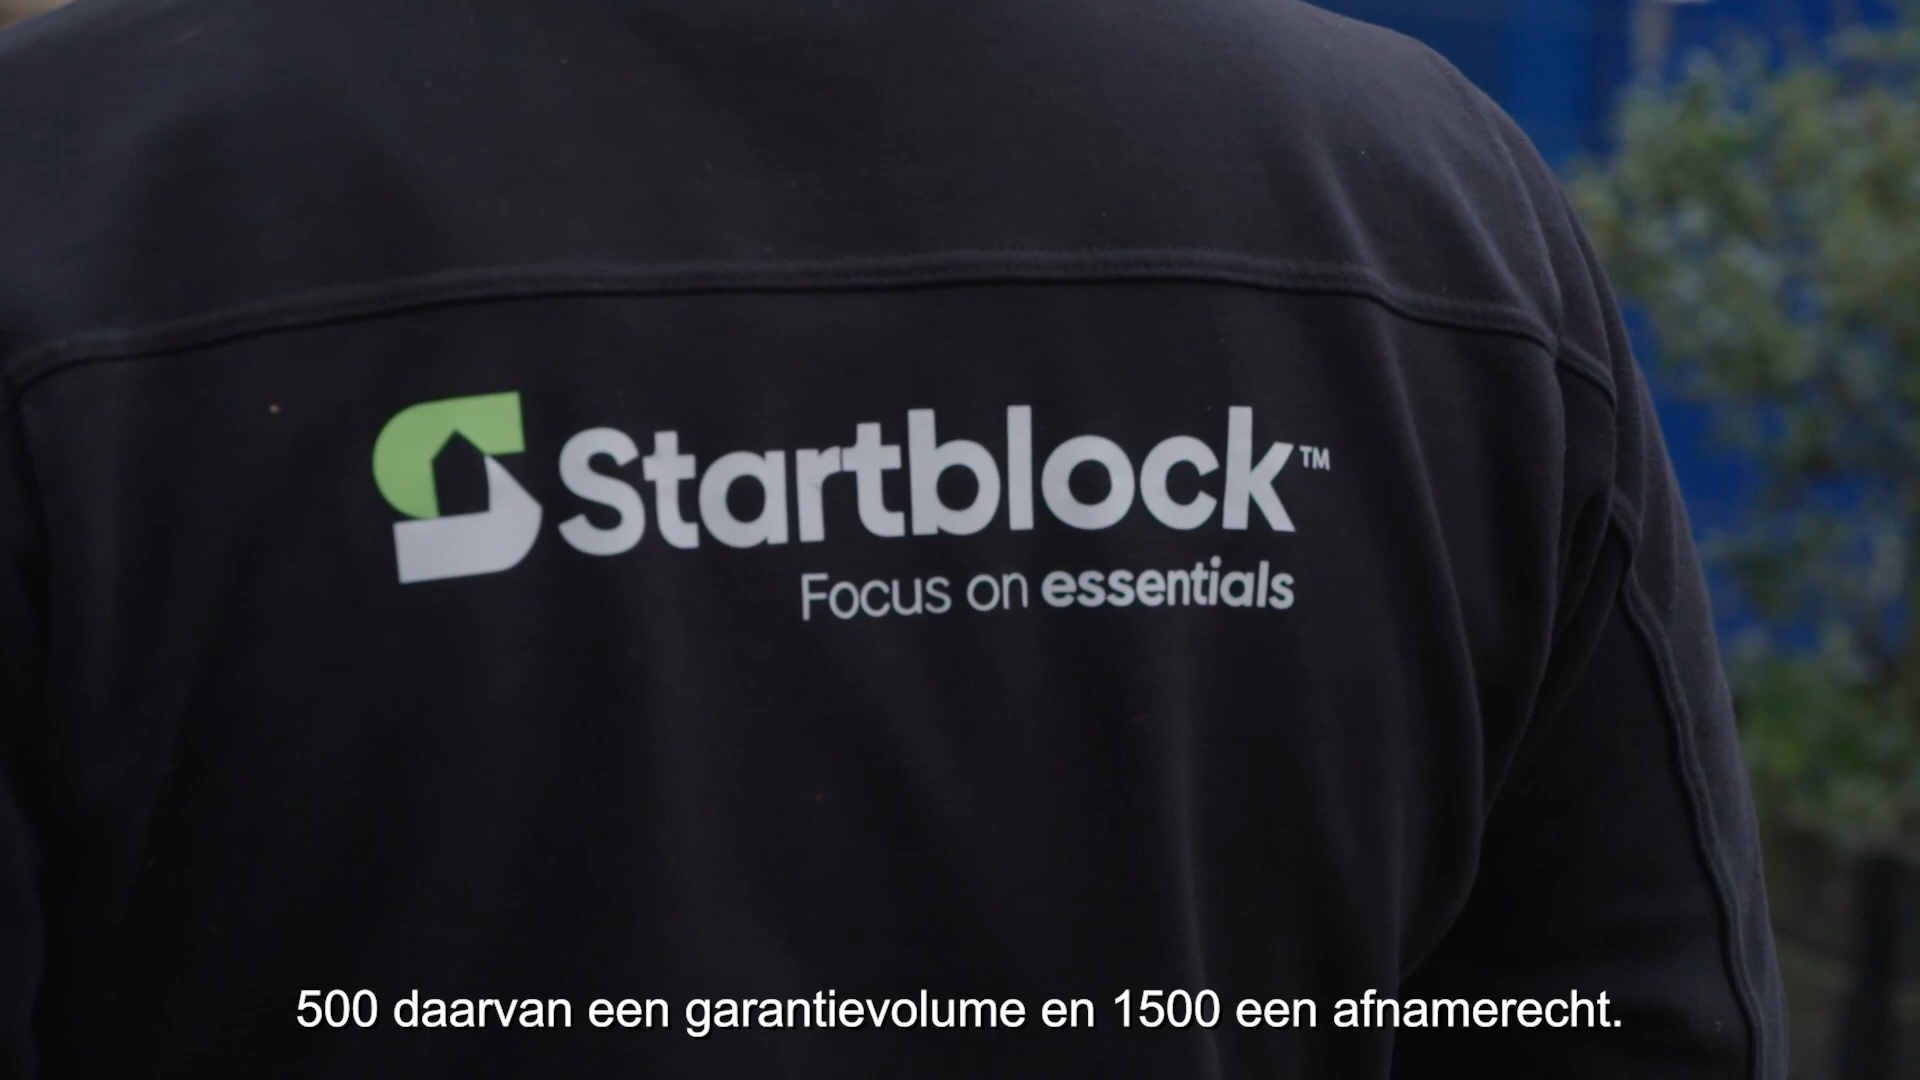 Startblock™
Focus on essentials
500 daarvan een garantievolume en 1500 een afnamerecht.